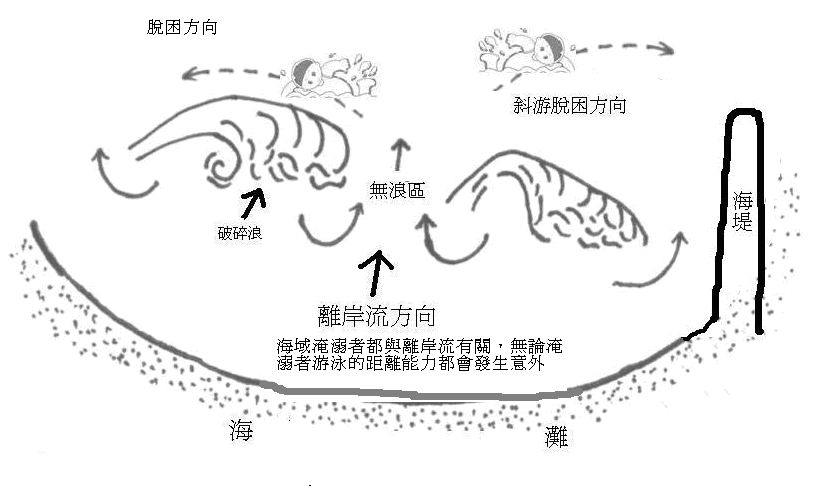 脫困方向
斜游脫困方向
無浪區
海堤
破碎浪
離岸流方向
海域淹溺者都與離岸流有關，無論淹
溺者游泳的距離能力都會發生意外
海 灘